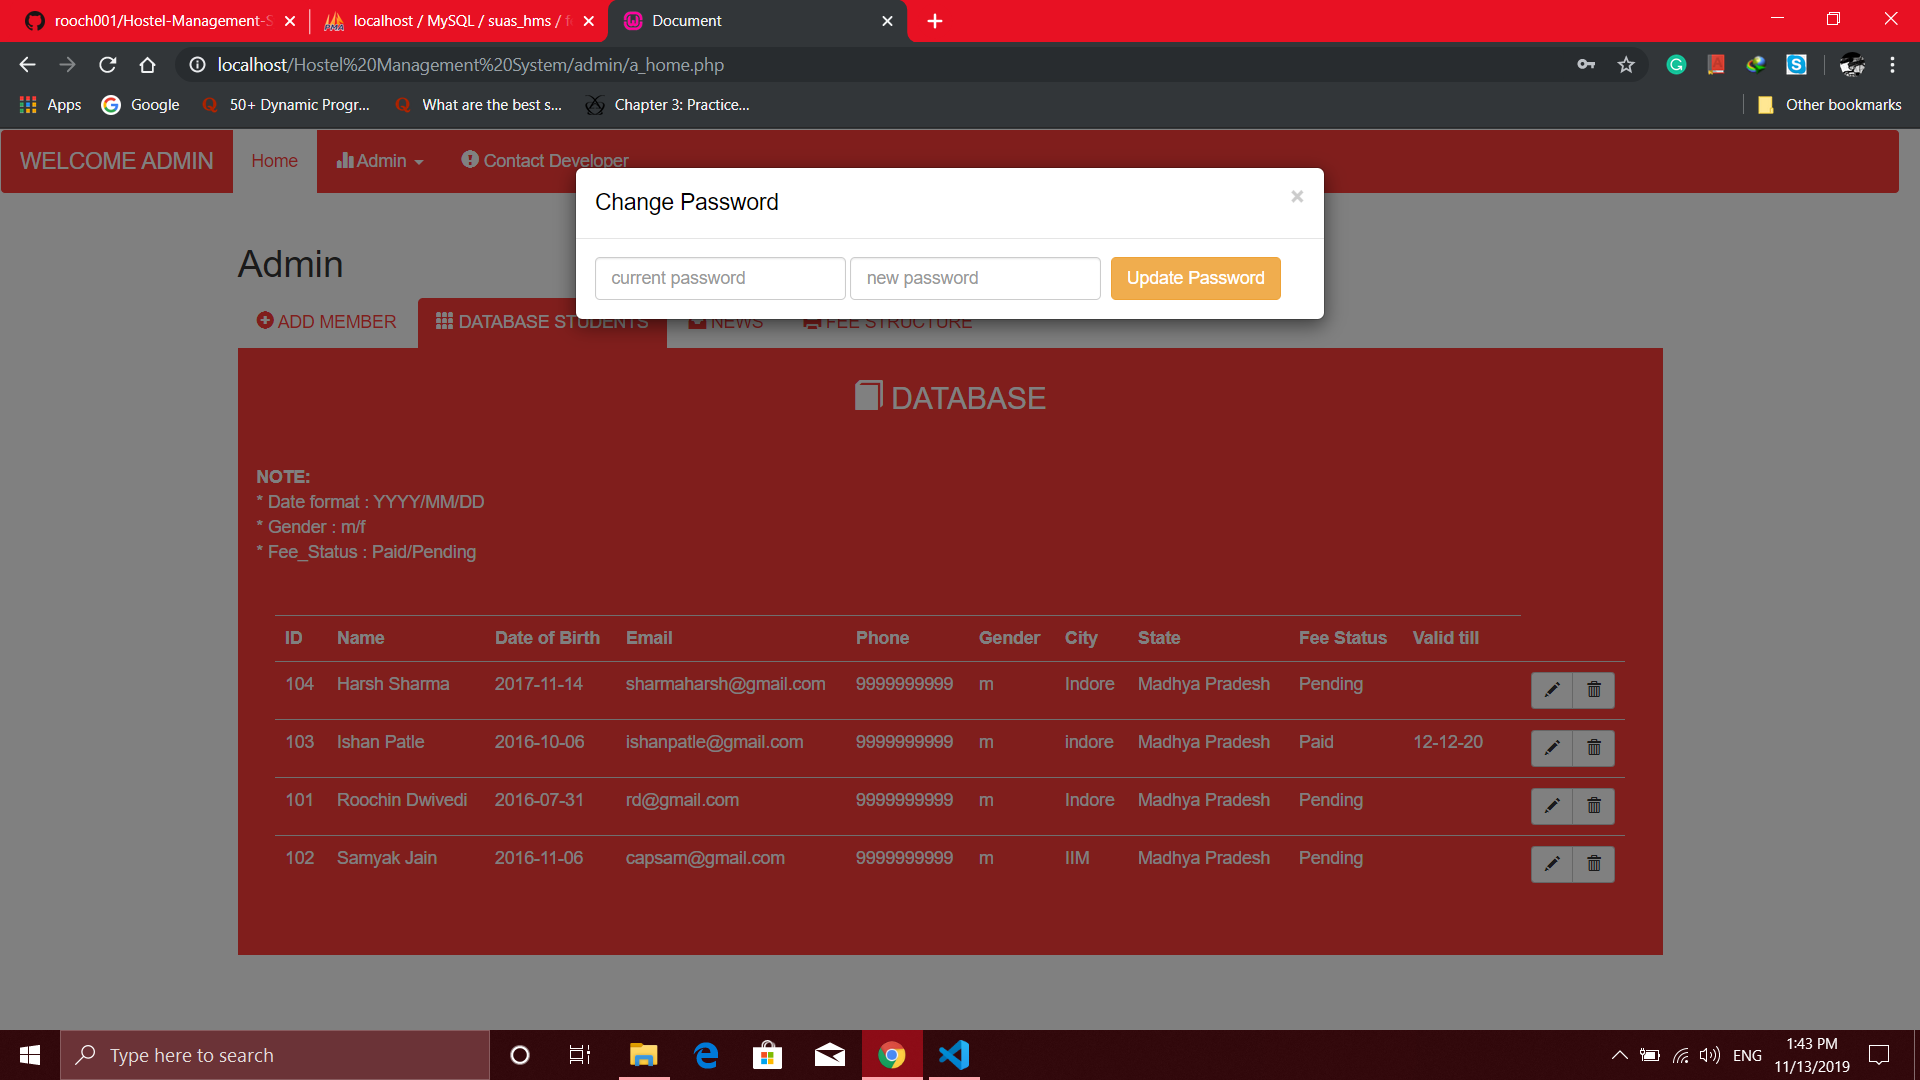 rooch001/Hostel-Management-S
localhost / MySQL / suas_hms / f
Document
localhost/Hostel%20Management%20System/admin/a_home.php
Apps
Google
50+ Dynamic Progr...
What are the best s...
Chapter 3: Practice...
Other bookmarks
WELCOME ADMIN
Home
Admin
Contact Developer
Change Password
×
current password
new password
Update Password
Admin
ADD MEMBER
DATABASE STUDENTS
NEWS
FEE STRUCTURE
DATABASE
NOTE:
* Date format : YYYY/MM/DD
* Gender : m/f
* Fee_Status : Paid/Pending
ID Name Date of Birth Email Phone Gender City State Fee Status Valid till
104 Harsh Sharma 2017-11-14 sharmaharsh@gmail.com 9999999999 m Indore Madhya Pradesh Pending
103 Ishan Patle 2016-10-06 ishanpatle@gmail.com 9999999999 m indore Madhya Pradesh Paid 12-12-20
101 Roochin Dwivedi 2016-07-31 rd@gmail.com 9999999999 m Indore Madhya Pradesh Pending
102 Samyak Jain 2016-11-06 capsam@gmail.com 9999999999 m IIM Madhya Pradesh Pending
Type here to search
ENG
1:43 PM
11/13/2019